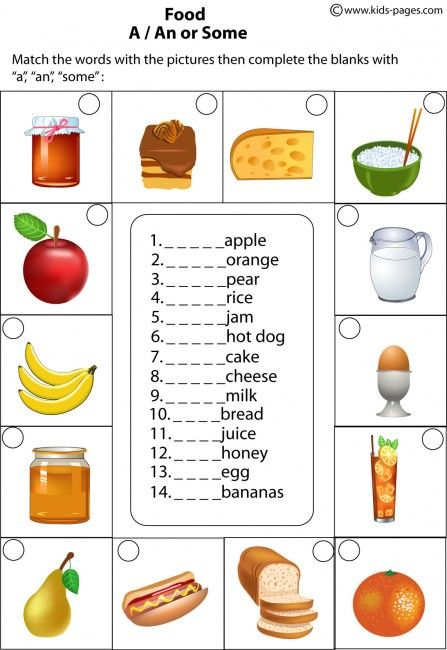 www.kids-pages.com
Food
A / An or Some
Match the words with the pictures then complete the blanks with
“a”, “an”, “some” :
1._ _ _ _ _apple
2._ _ _ _ _orange
3._ _ _ _ _pear
4._ _ _ _ _rice
5._ _ _ _ _jam
6._ _ _ _ _hot dog
7._ _ _ _ _cake
8._ _ _ _ _cheese
9._ _ _ _ _milk
10._ _ _ _bread
11._ _ _ _juice
12._ _ _ _honey
13._ _ _ _egg
14._ _ _ _bananas